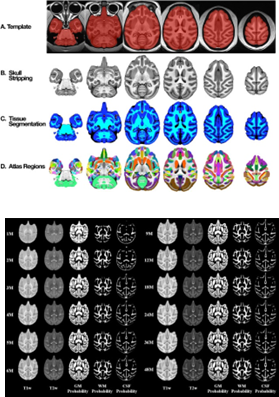 A. Template
B. Skull
Stripping
C. Tissue
Segmentation
D. Atlas Regions
1M 9M
2M 12M
3M 18M
4M 24M
5M 36M
6M 48M
T1w T2w GM Probability WM Probability CSF Probability T1w T2w GM Probability WM Probability CSF Probability